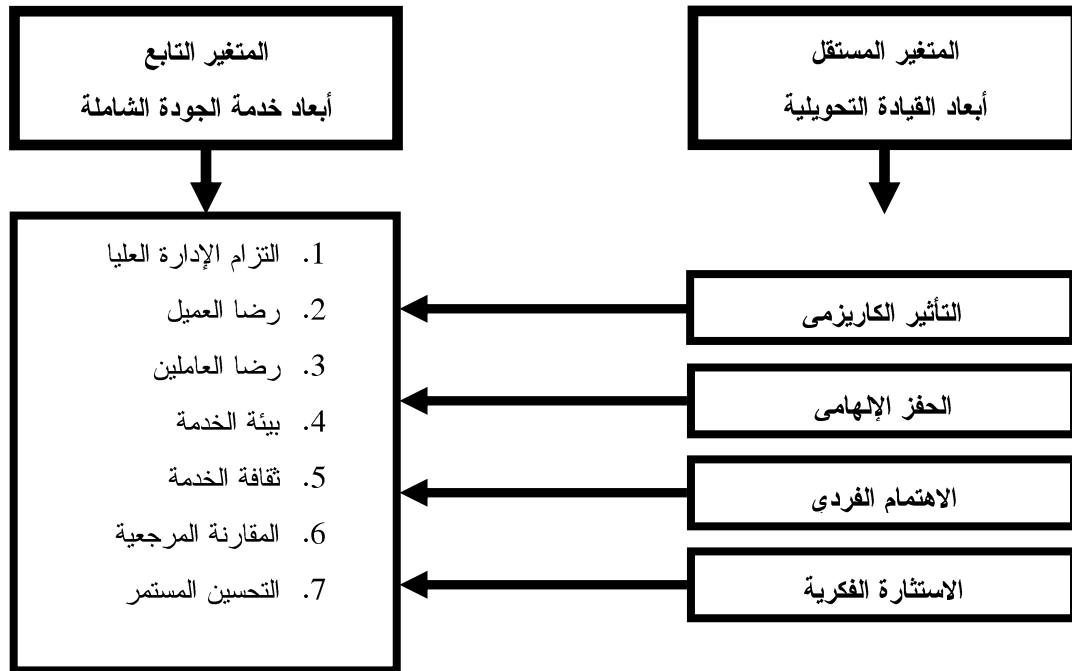 المتغير المستقل
أبعاد القيادة التحويلية
المتغير التابع
أبعاد خدمة الجودة الشاملة
التأثير الكاريزمى
الحفز الإلهامى
الاهتمام الفردي
الاستثارة الفكرية
1. التزام الإدارة العليا
2. رضا العميل
3. رضا العاملين
4. بيئة الخدمة
5. ثقافة الخدمة
6. المقارنة المرجعية
7. التحسين المستمر